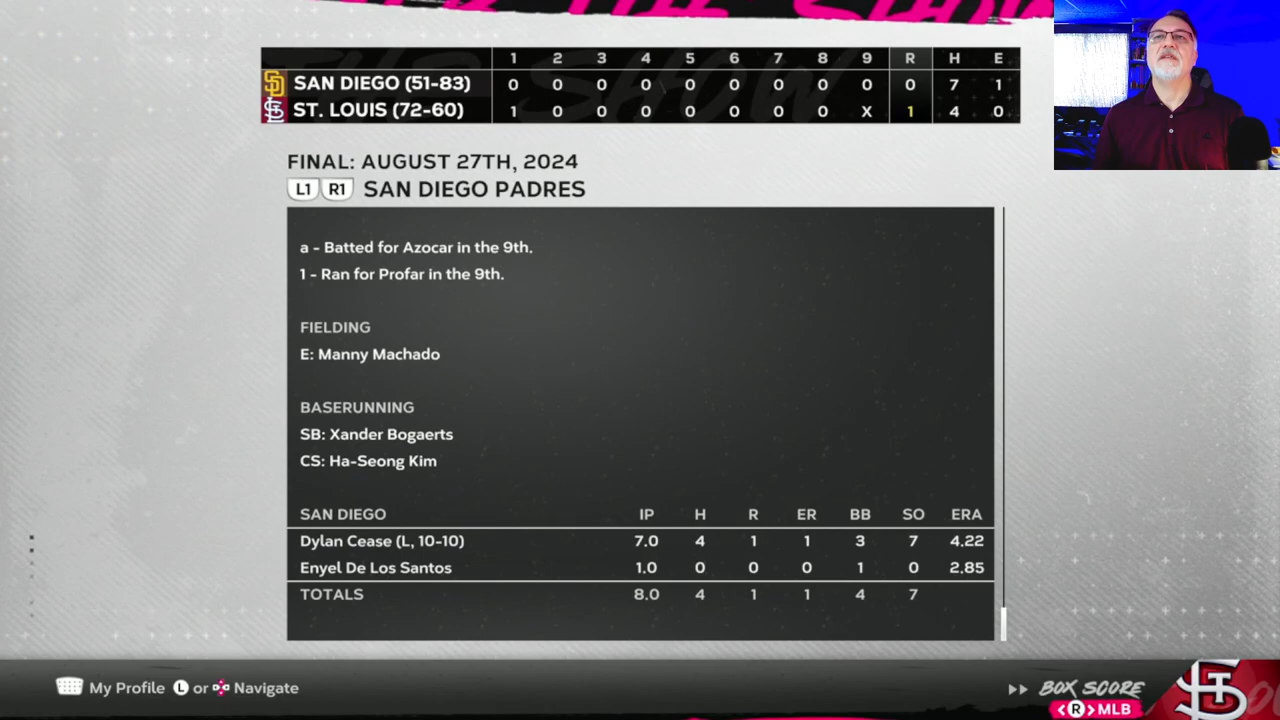 1 2 3 4 5 6 7 8 9 R H E
SAN DIEGO (51-83) 0 0 0 0 0 0 0 0 0 0 7 1
ST. LOUIS (72-60) 1 0 0 0 0 0 0 0 X 1 4 0
FINAL: AUGUST 27TH, 2024
L1 R1 SAN DIEGO PADRES
a - Batted for Azocar in the 9th.
1 - Ran for Profar in the 9th.
FIELDING
E: Manny Machado
BASERUNNING
SB: Xander Bogaerts
CS: Ha-Seong Kim
SAN DIEGO IP H R ER BB SO ERA
Dylan Cease (L, 10-10) 7.0 4 1 1 3 7 4.22
Enyel De Los Santos 1.0 0 0 0 1 0 2.85
TOTALS 8.0 4 1 1 4 7
My Profile L or Navigate
BOX SCORE
<R> MLB